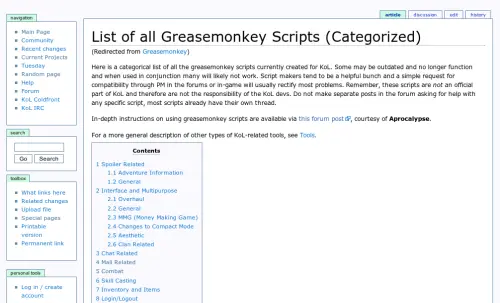 navigation
Main Page
Community
Recent changes
Current Projects
Tuesday
Random page
Help
Forum
KoL Coldfront
KoL IRC
search
Go Search
toolbox
What links here
Related changes
Upload file
Special pages
Printable
version
Permanent link
personal tools
Log in / create
account
article discussion edit history
List of all Greasemonkey Scripts (Categorized)
(Redirected from Greasemonkey)
Here is a categorical list of all the greasemonkey scripts currently created for KoL. Some may be outdated and no longer function
and when used in conjunction many will likely not work. Script makers tend to be a helpful bunch and a simple request for
compatibility through PM in the forums or in-game will usually rectify most problems. Remember, these scripts are not an official
part of KoL and therefore are not the responsibility of the KoL devs. Do not make separate posts in the forum asking for help with
any specific script, most scripts already have their own thread.
In-depth instructions on using greasemonkey scripts are available via this forum post, courtesy of Aprocalypse.
For a more general description of other types of KoL-related tools, see Tools.
Contents
1 Spoiler Related
1.1 Adventure Information
1.2 General
2 Interface and Multipurpose
2.1 Overhaul
2.2 General
2.3 MMG (Money Making Game)
2.4 Changes to Compact Mode
2.5 Aesthetic
2.6 Clan Related
3 Chat Related
4 Mail Related
5 Combat
6 Skill Casting
7 Inventory and Items
8 Login/Logout